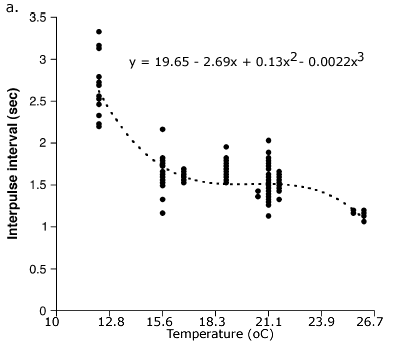 a.
3.5
y = 19.65 - 2.69x + 0.13x² - 0.0022x³
3
2.5
2
1.5
1
0.5
0
Interpulse interval (sec)
10 12.8 15.6 18.3 21.1 23.9 26.7
Temperature (oC)